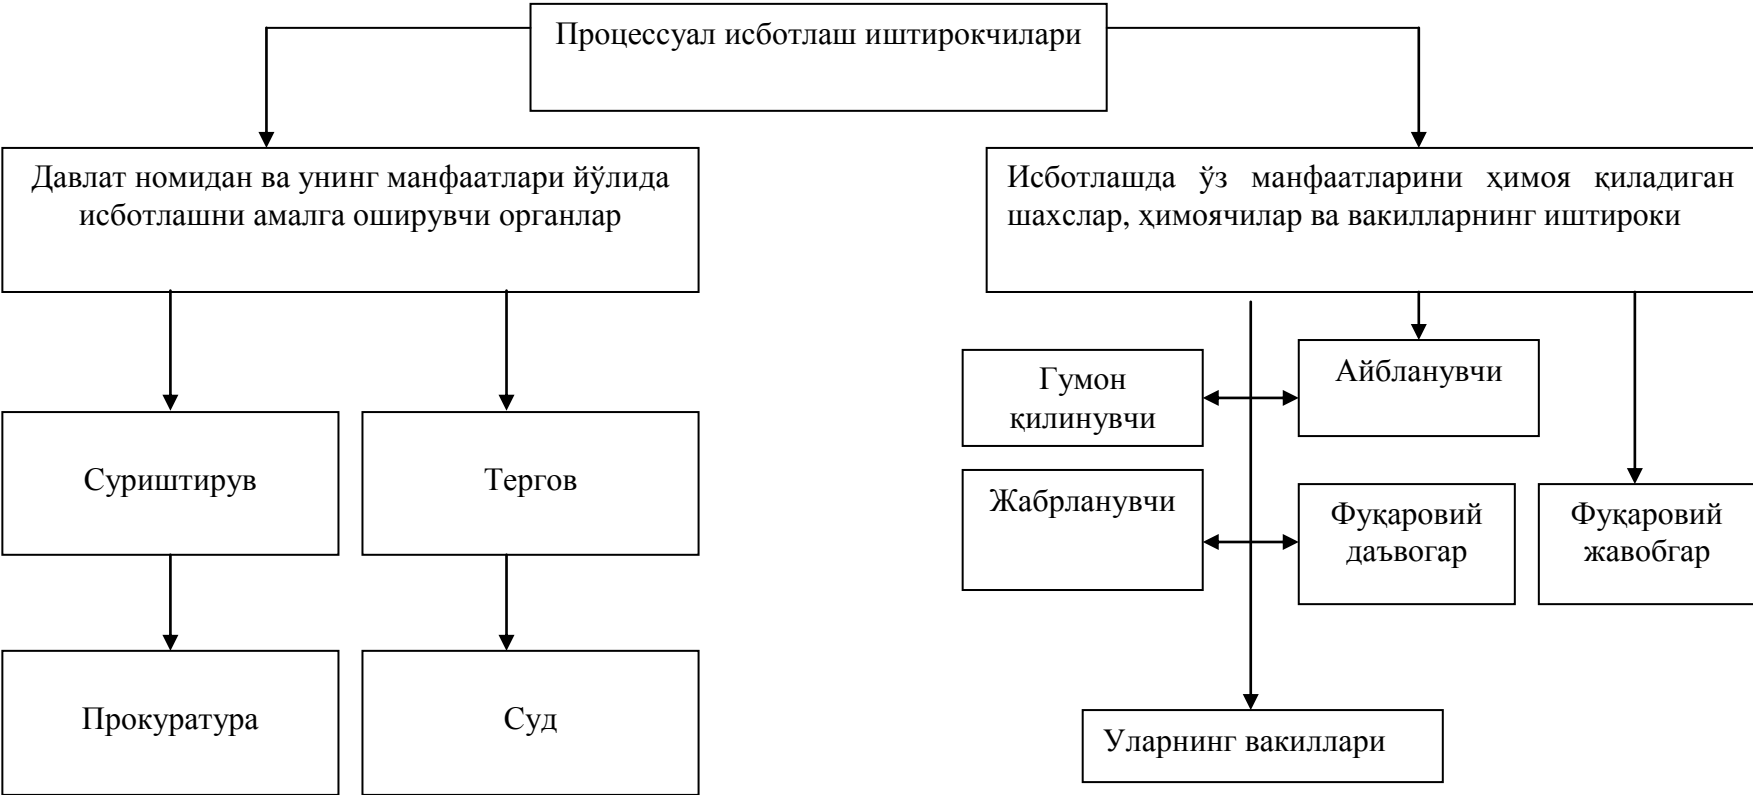 Процессуал исботлаш иштирокчилари
Давлат номидан ва унинг манфаатлари йўлида
исботлашни амалга оширувчи органлар
Исботлашда ўз манфаатларини ҳимоя қиладиган
шахслар, ҳимоячилар ва вакилларнинг иштироки
Гумон
қилинувчи
Айбланувчи
Суриштирув
Тергов
Жабрланувчи
Фуқаровий
даъвогар
Фуқаровий
жавобгар
Прокуратура
Суд
Уларнинг вакиллари